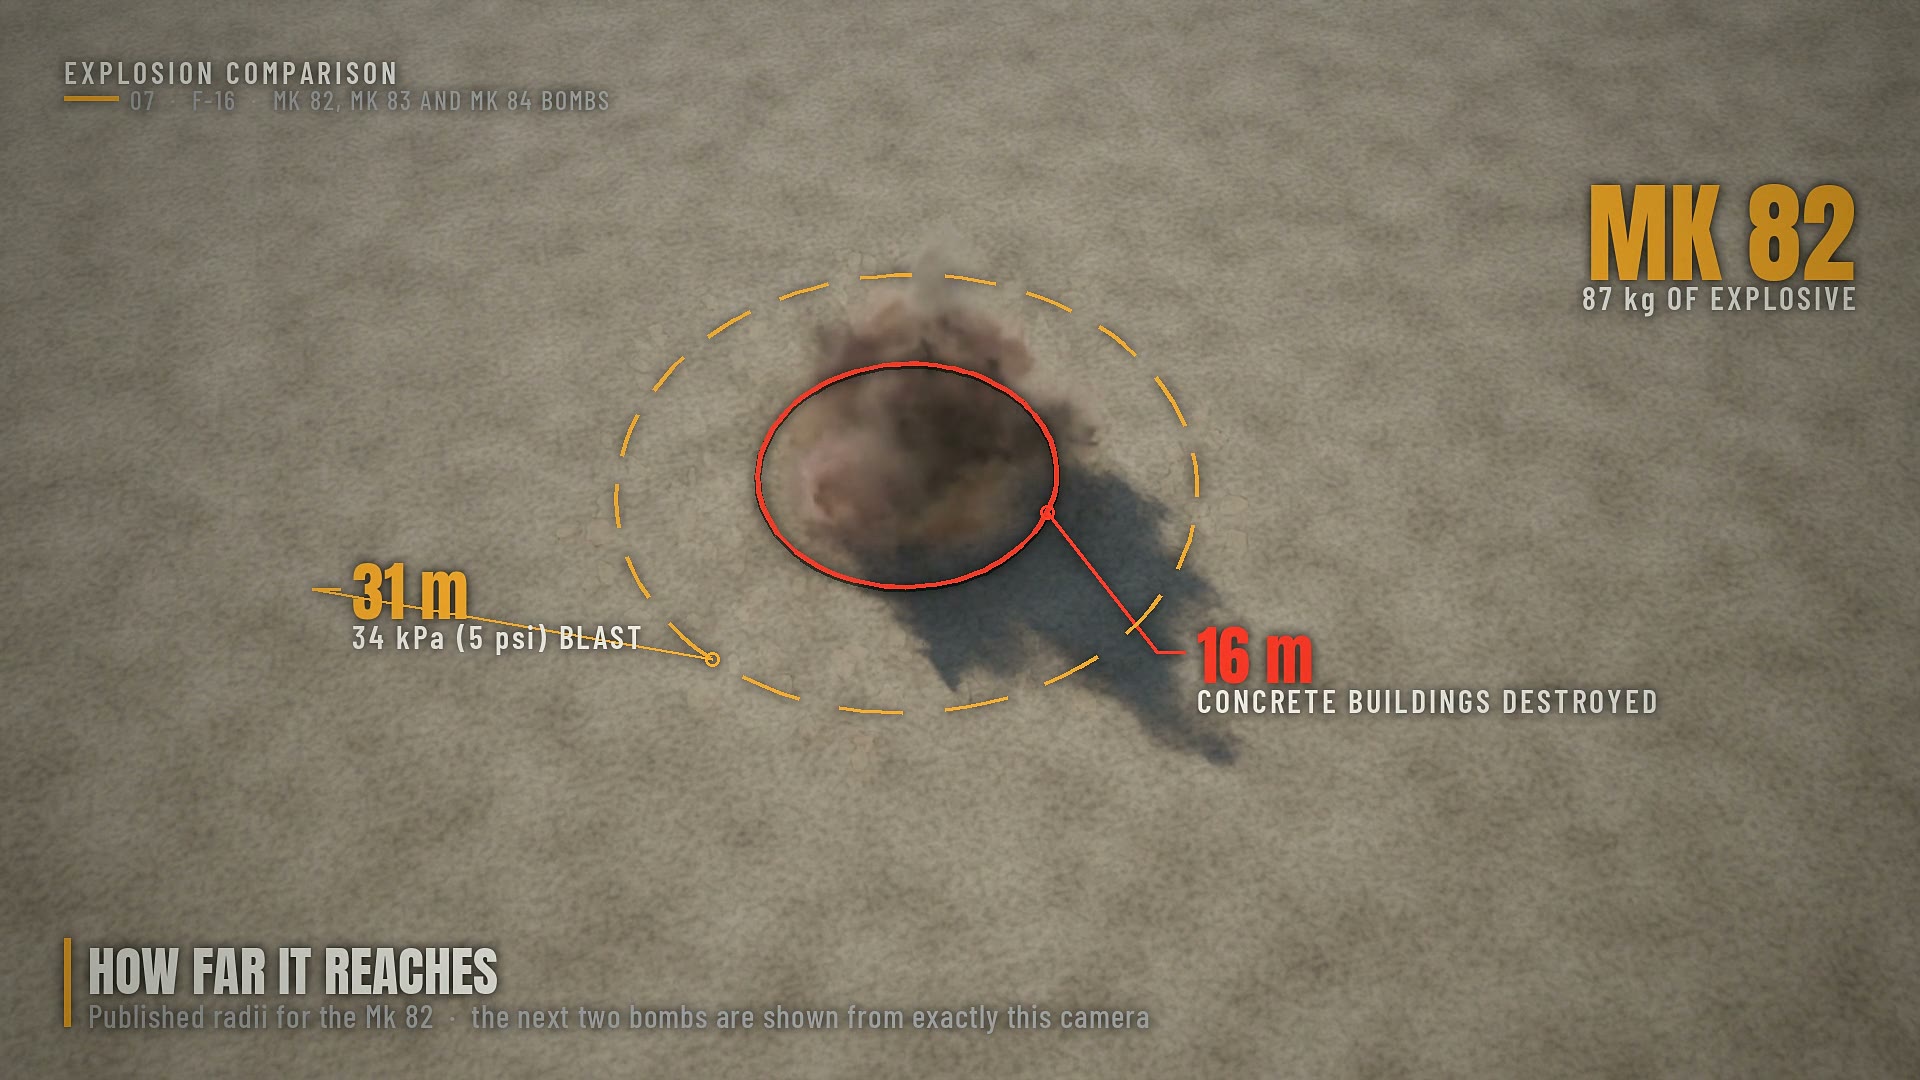 EXPLOSION COMPARISON
07 · F-16 · MK 82, MK 83 AND MK 84 BOMBS
MK 82
87 kg OF EXPLOSIVE
31 m
34 kPa (5 psi) BLAST
16 m
CONCRETE BUILDINGS DESTROYED
HOW FAR IT REACHES
Published radii for the Mk 82 · the next two bombs are shown from exactly this camera